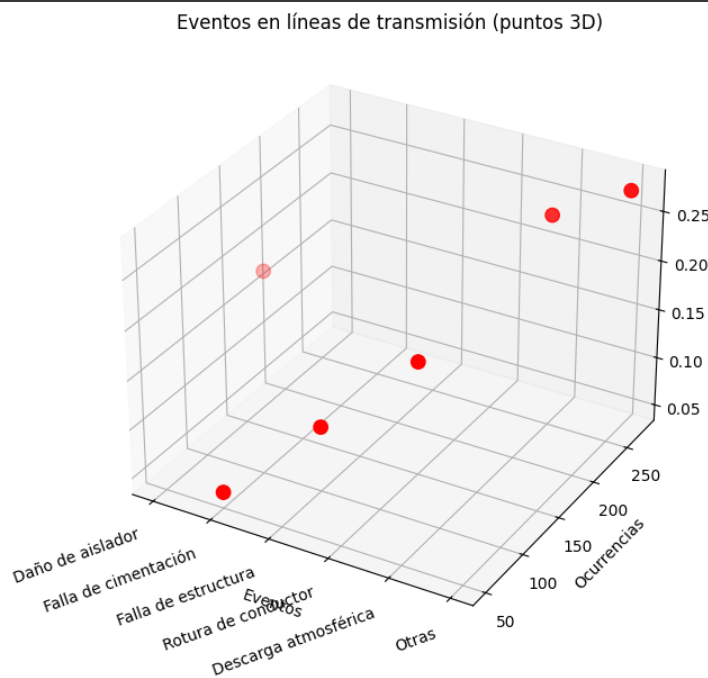 Eventos en líneas de transmisión (puntos 3D)
0.25
0.20
0.15
0.10
0.05
250
200
150
100
50
Ocurrencias
Daño de aislador
Falla de cimentación
Falla de estructura
Eventos
Rotura de conductor
Descarga atmosférica
Otras